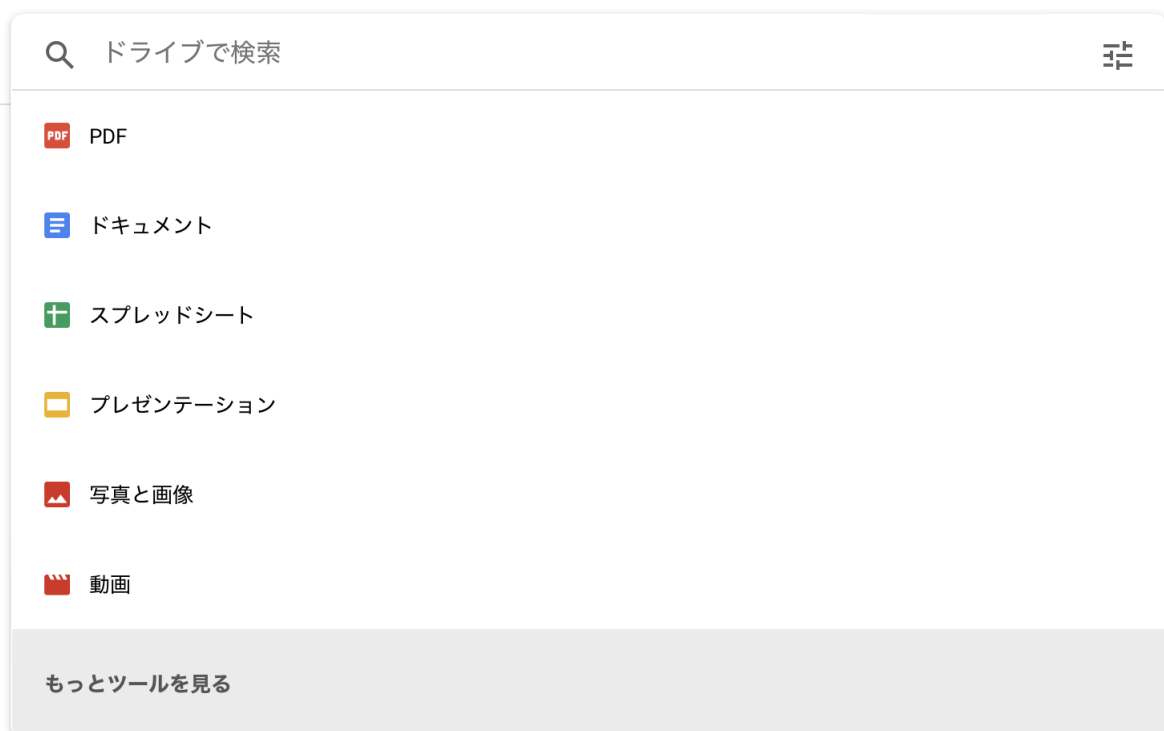 ドライブで検索
PDF PDF
ドキュメント
スプレッドシート
プレゼンテーション
写真と画像
動画
もっとツールを見る